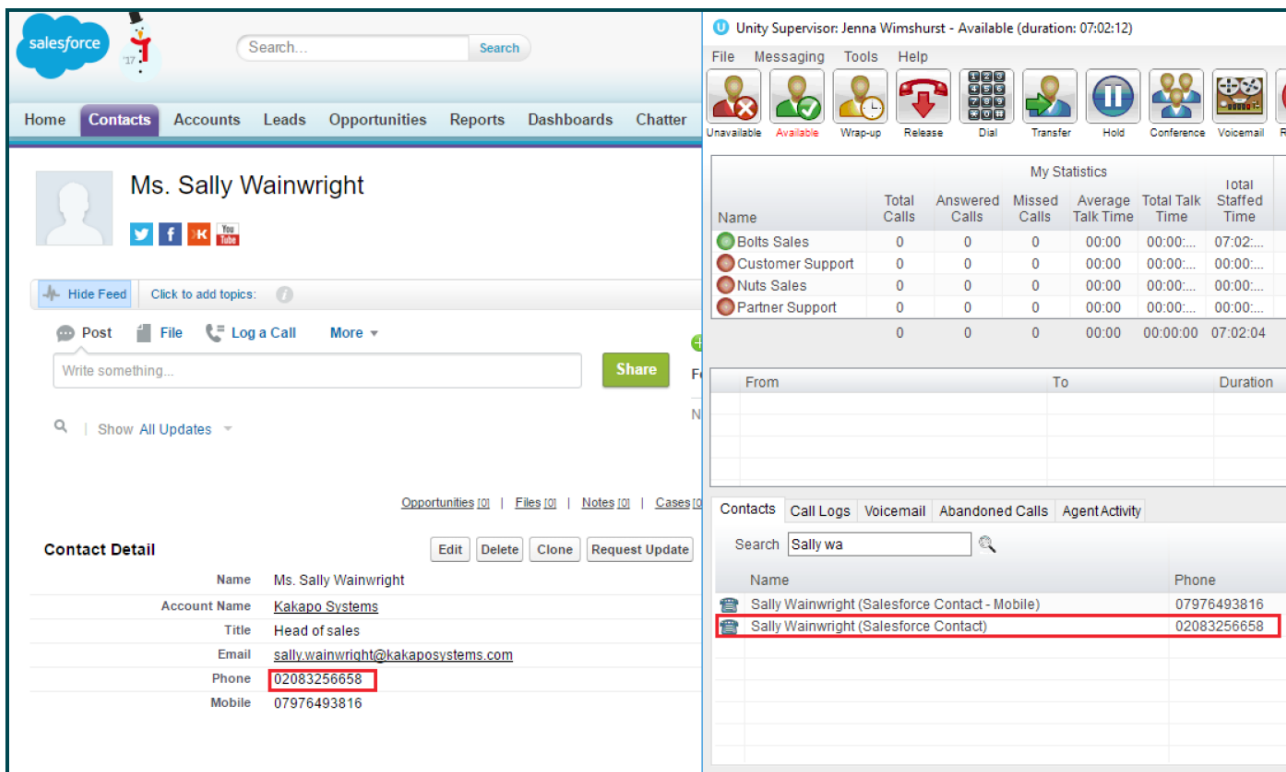 salesforce
'17
Search...
Search
Home Contacts Accounts Leads Opportunities Reports Dashboards Chatter
Ms. Sally Wainwright
You
Tube
Hide Feed Click to add topics:
Post File Log a Call More
Write something...
Share
Show All Updates
Opportunities [0] | Files [0] | Notes [0] | Cases [0
Contact Detail
Edit Delete Clone Request Update
Name Ms. Sally Wainwright
Account Name Kakapo Systems
Title Head of sales
Email sally.wainwright@kakaposystems.com
Phone 02083256658
Mobile 07976493816
Unity Supervisor: Jenna Wimshurst - Available (duration: 07:02:12)
File Messaging Tools Help
Unavailable Available Wrap-up Release Dial Transfer Hold Conference Voicemail
My Statistics
Name Total Calls Answered Calls Missed Calls Average Talk Time Total Talk Time Total Staffed Time
Bolts Sales 0 0 0 00:00 00:00:... 07:02:...
Customer Support 0 0 0 00:00 00:00:... 00:00:...
Nuts Sales 0 0 0 00:00 00:00:... 00:00:...
Partner Support 0 0 0 00:00 00:00:... 00:00:...
0 0 0 00:00 00:00:00 07:02:04
From To Duration
Contacts Call Logs Voicemail Abandoned Calls Agent Activity
Search Sally wa
Name Phone
Sally Wainwright (Salesforce Contact - Mobile) 07976493816
Sally Wainwright (Salesforce Contact) 02083256658